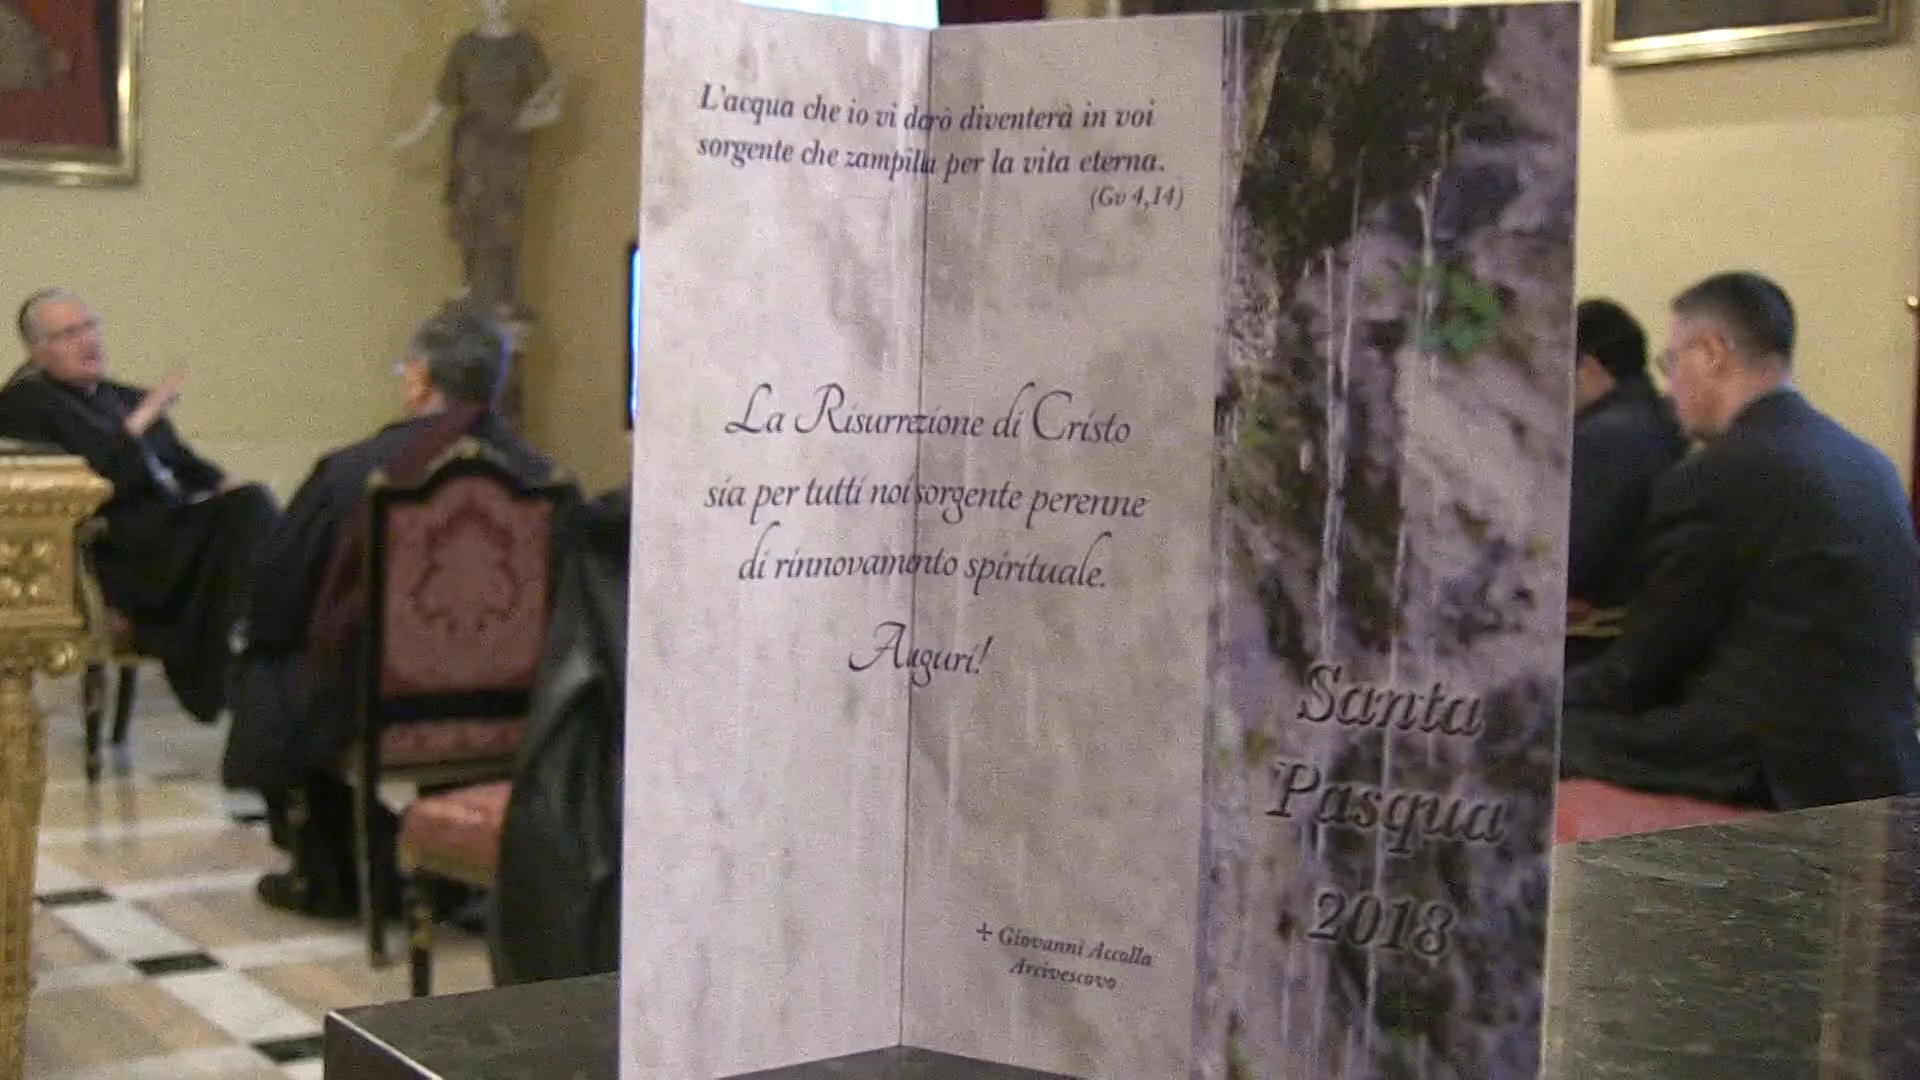 L'acqua che io vi darò diventerà in voi
sorgente che zampilla per la vita eterna.
(Gv 4,14)
La Risurrezione di Cristo
sia per tutti noi sorgente perenne
di rinnovamento spirituale.
Auguri!
+ Giovanni Accolla
Arcivescovo
Santa
Pasqua
2018